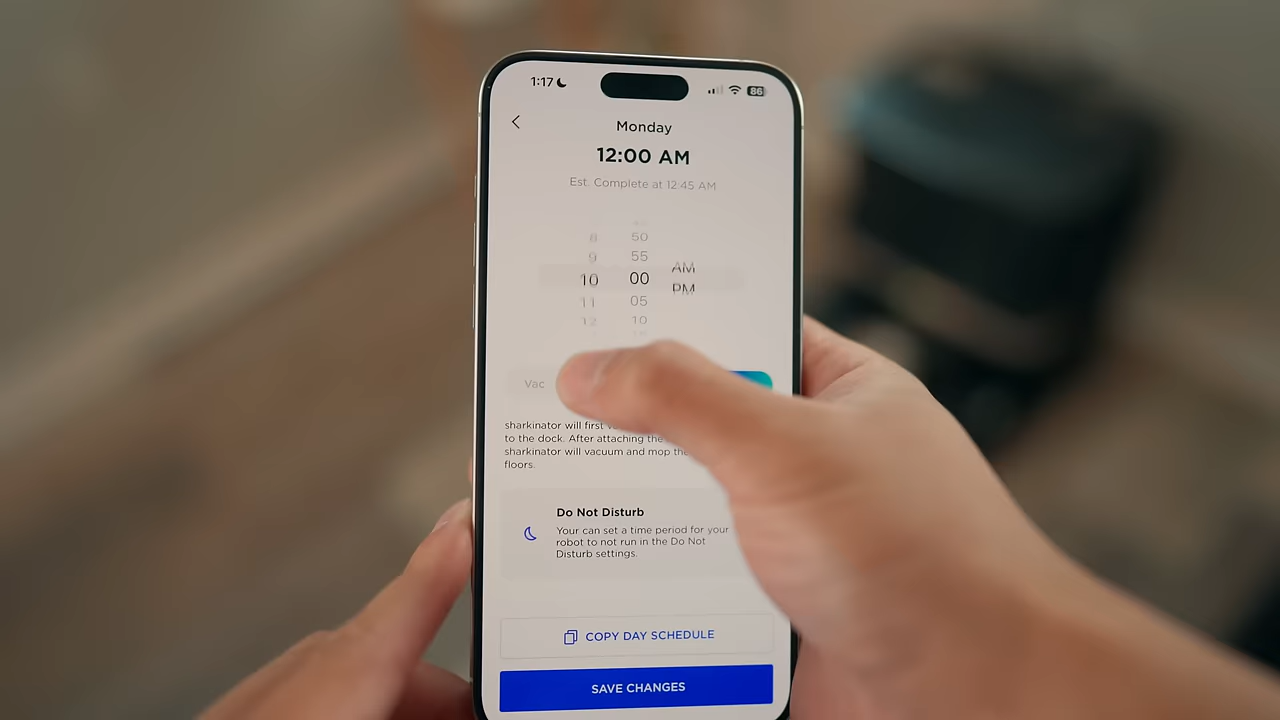 1:17
86
Monday
12:00 AM
Est. Complete at 12:45 AM
8 50
9 55
10 00 AM
11 05 PM
12 10
Vac
sharkinator will first
to the dock. After attaching the
sharkinator will vacuum and mop the
floors.
Do Not Disturb
Your can set a time period for your
robot to not run in the Do Not
Disturb settings.
COPY DAY SCHEDULE
SAVE CHANGES